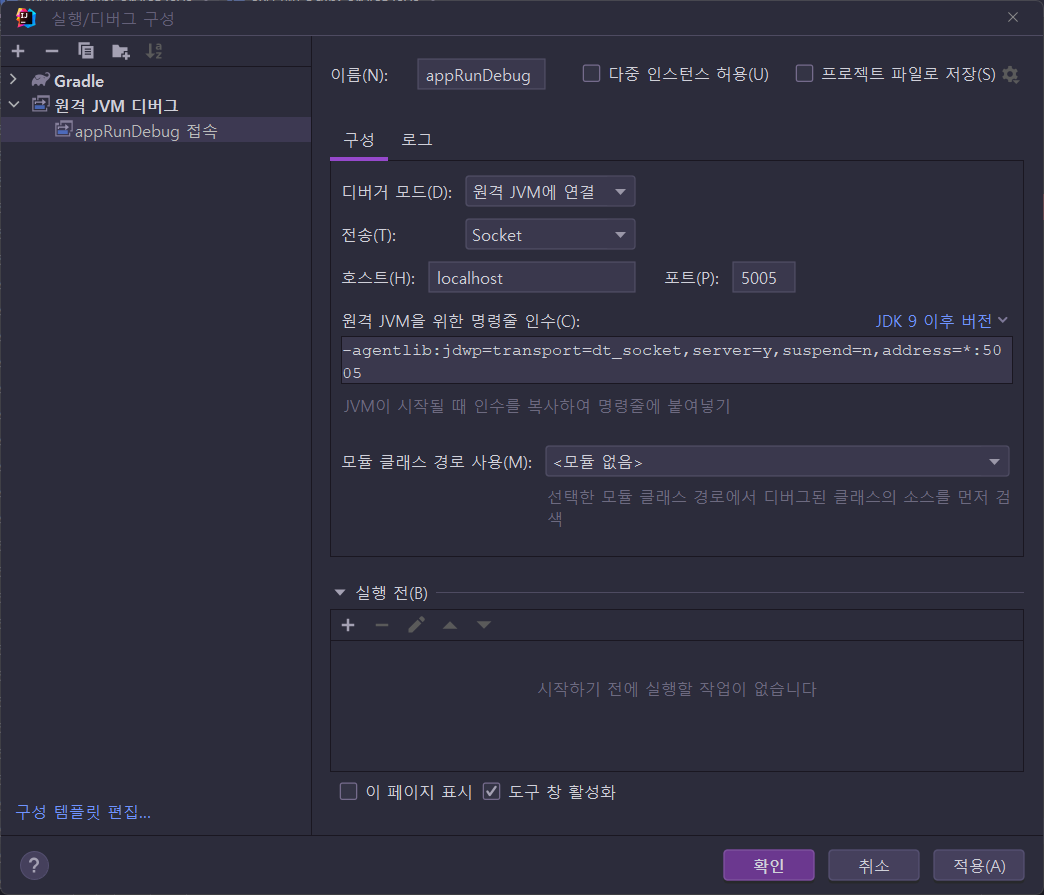 실행/디버그 구성
Gradle
원격 JVM 디버그
appRunDebug 접속
구성 템플릿 편집...
이름(N): appRunDebug 다중 인스턴스 허용(U) 프로젝트 파일로 저장(S)
구성 로그
디버거 모드(D): 원격 JVM에 연결
전송(T): Socket
호스트(H): localhost 포트(P): 5005
원격 JVM을 위한 명령줄 인수(C): JDK 9 이후 버전
-agentlib:jdwp=transport=dt_socket,server=y,suspend=n,address=*:50
05
JVM이 시작될 때 인수를 복사하여 명령줄에 붙여넣기
모듈 클래스 경로 사용(M): <모듈 없음>
선택한 모듈 클래스 경로에서 디버그된 클래스의 소스를 먼저 검
색
실행 전(B)
시작하기 전에 실행할 작업이 없습니다
이 페이지 표시 도구 창 활성화
? 확인 취소 적용(A)